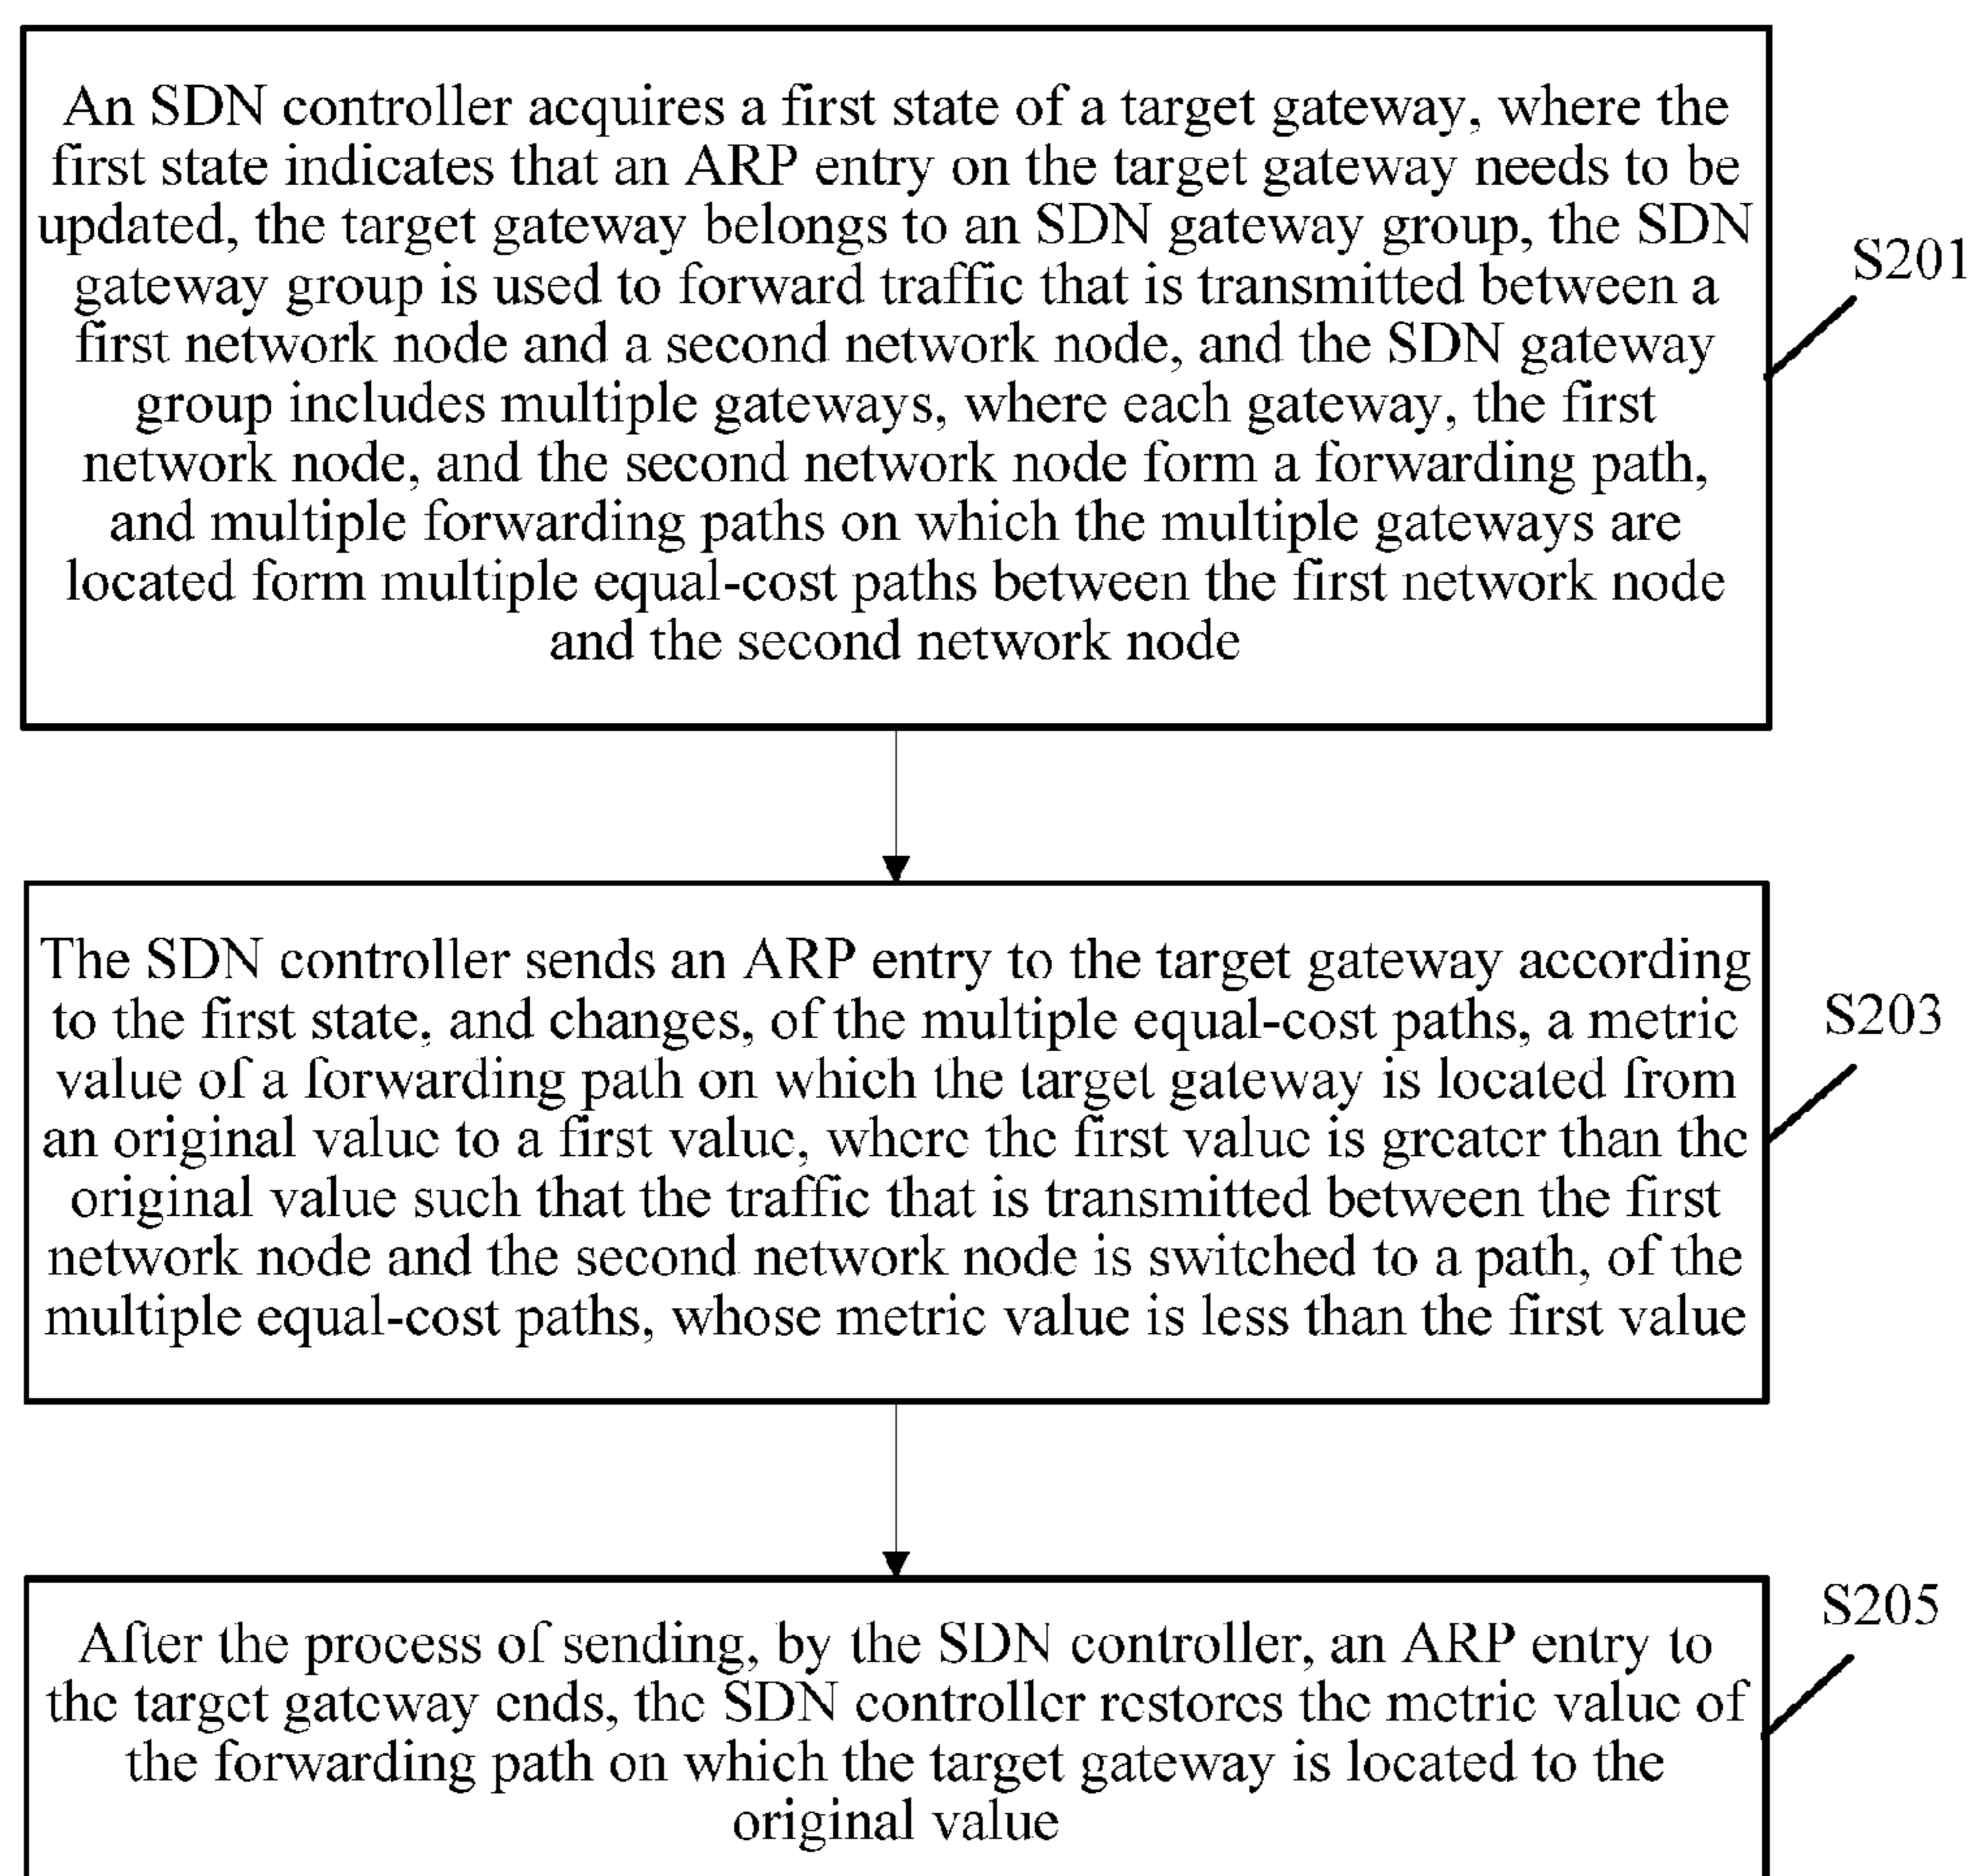 An SDN controller acquires a first state of a target gateway, where the
first state indicates that an ARP entry on the target gateway needs to be
updated, the target gateway belongs to an SDN gateway group, the SDN
gateway group is used to forward traffic that is transmitted between a
first network node and a second network node, and the SDN gateway
group includes multiple gateways, where each gateway, the first
network node, and the second network node form a forwarding path,
and multiple forwarding paths on which the multiple gateways are
located form multiple equal-cost paths between the first network node
and the second network node
S201
The SDN controller sends an ARP entry to the target gateway according
to the first state, and changes, of the multiple equal-cost paths, a metric
value of a forwarding path on which the target gateway is located from
an original value to a first value, where the first value is greater than the
original value such that the traffic that is transmitted between the first
network node and the second network node is switched to a path, of the
multiple equal-cost paths, whose metric value is less than the first value
S203
After the process of sending, by the SDN controller, an ARP entry to
the target gateway ends, the SDN controller restores the metric value of
the forwarding path on which the target gateway is located to the
original value
S205